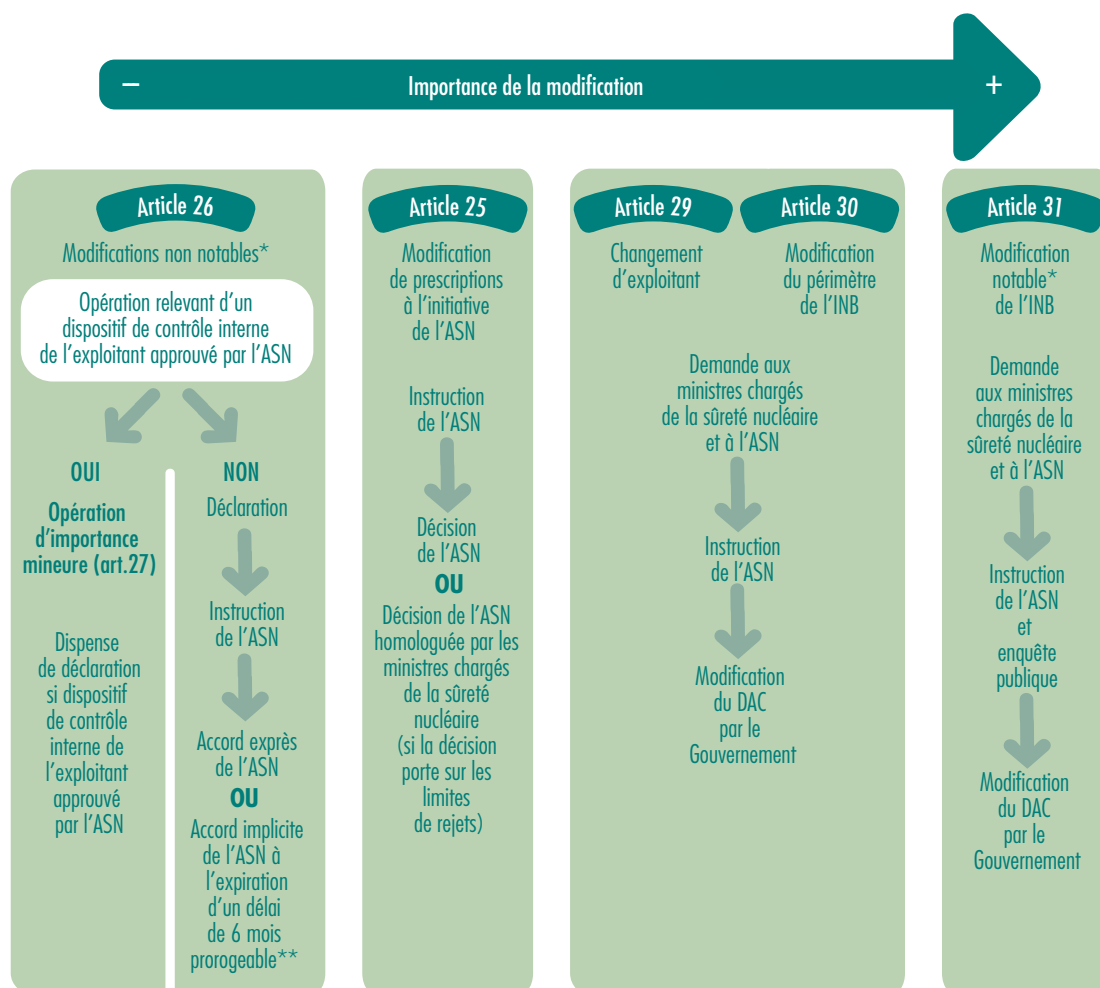 − Importance de la modification +
Article 26
Modifications non notables*
Opération relevant d'un
dispositif de contrôle interne
de l'exploitant approuvé par l'ASN
OUI
Opération
d'importance
mineure (art.27)
Dispense
de déclaration
si dispositif
de contrôle
interne de
l'exploitant
approuvé
par l'ASN
NON
Déclaration
Instruction
de l'ASN
Accord exprès
de l'ASN
OU
Accord implicite
de l'ASN à
l'expiration
d'un délai
de 6 mois
prorogeable**
Article 25
Modification
de prescriptions
à l'initiative
de l'ASN
Instruction
de l'ASN
Décision
de l'ASN
OU
Décision de l'ASN
homologuée par les
ministres chargés
de la sûreté
nucléaire
(si la décision
porte sur les
limites
de rejets)
Article 29
Changement
d'exploitant
Article 30
Modification
du périmètre
de l'INB
Demande aux
ministres chargés
de la sûreté nucléaire
et à l'ASN
Instruction
de l'ASN
Modification
du DAC
par le
Gouvernement
Article 31
Modification
notable*
de l'INB
Demande
aux ministres
chargés de la
sûreté nucléaire
et à l'ASN
Instruction
de l'ASN
et
enquête
publique
Modification
du DAC
par le
Gouvernement